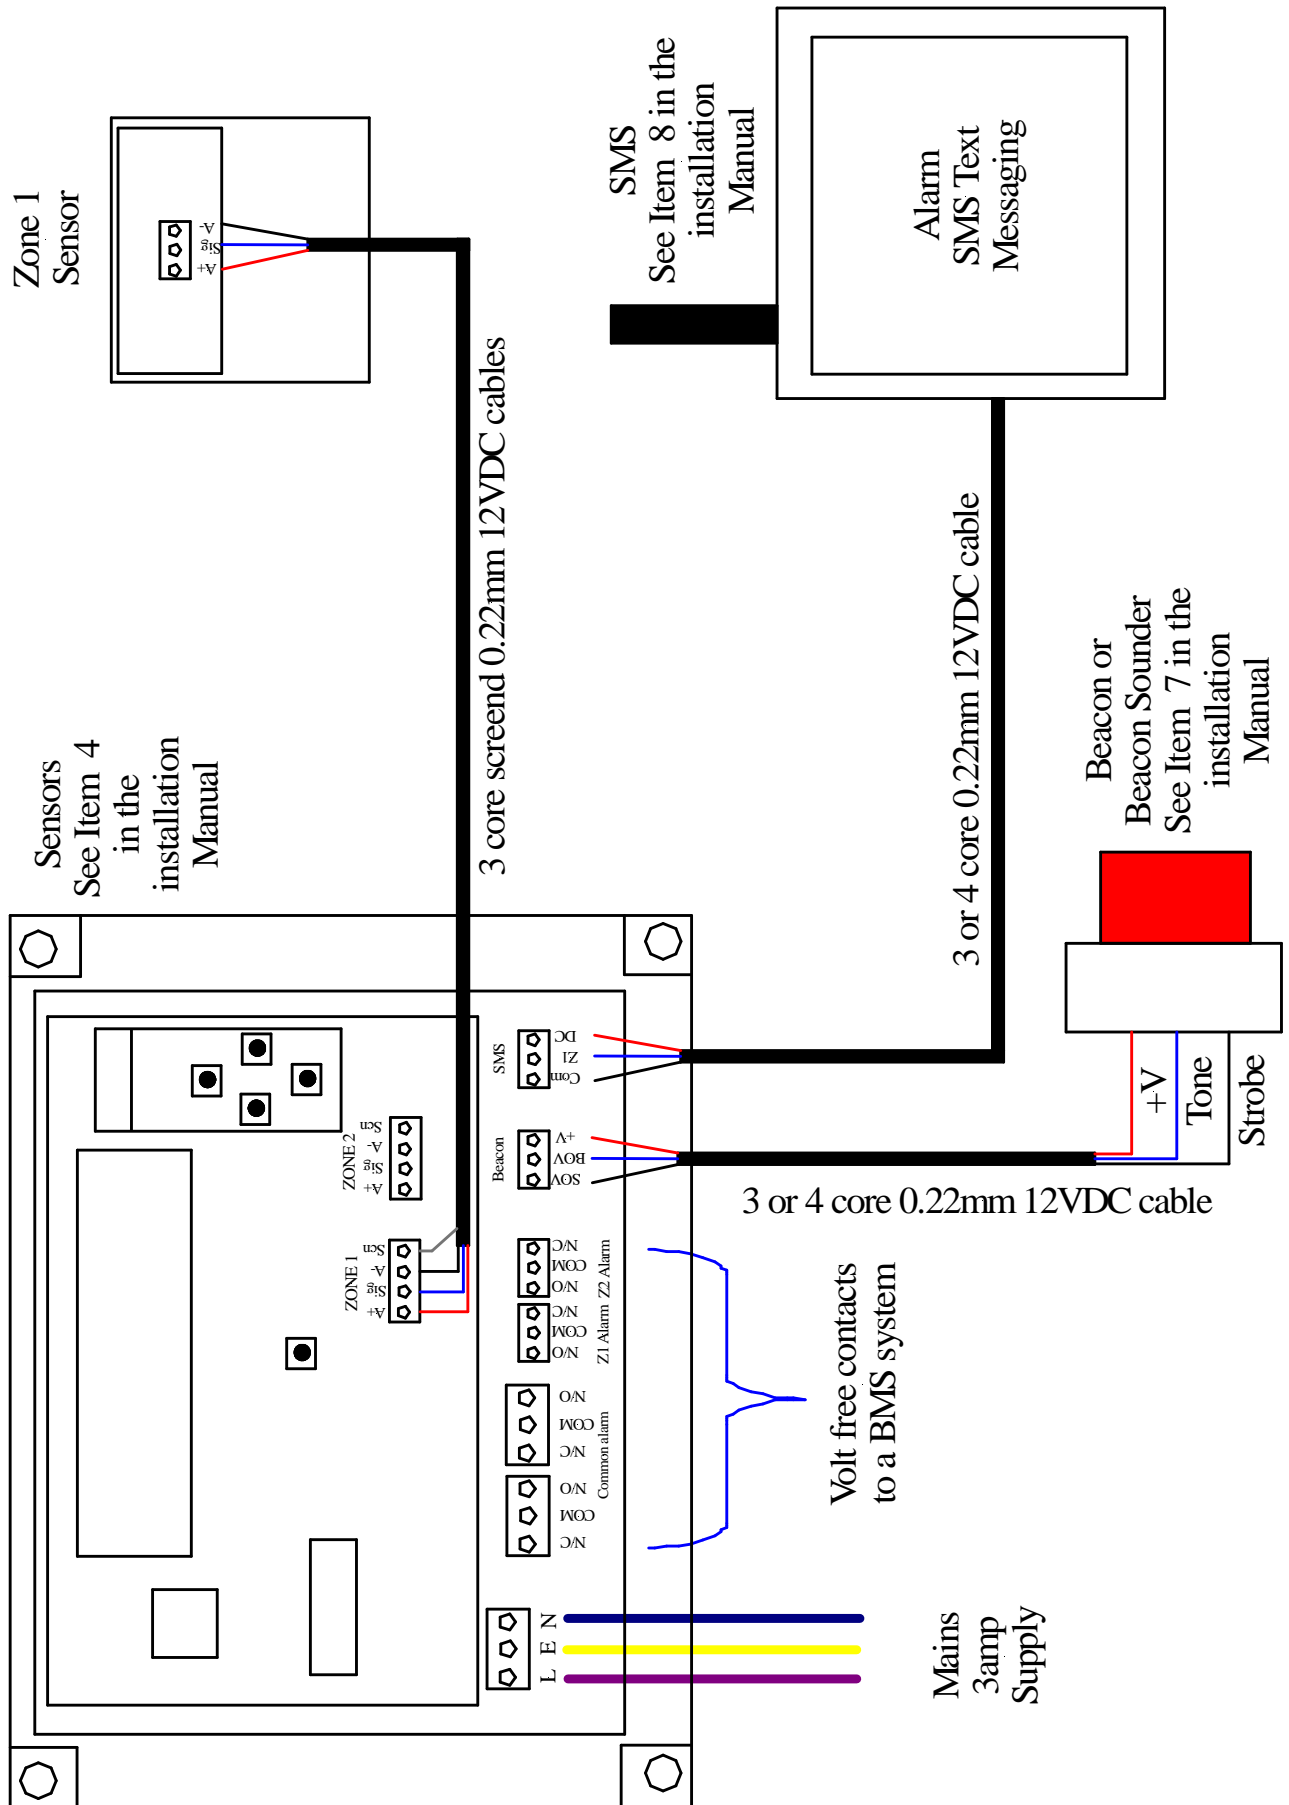 Zone 1
Sensor
A-
Sig
A+
SMS
See Item 8 in the
installation
Manual
Alarm
SMS Text
Messaging
Sensors
See Item 4
in the
installation
Manual
3 core screend 0.22mm 12VDC cables
3 or 4 core 0.22mm 12VDC cable
Beacon or
Beacon Sounder
See Item 7 in the
installation
Manual
+V
Tone
Strobe
3 or 4 core 0.22mm 12VDC cable
SMS
DC
Z1
Com
Beacon
+V
BOV
SOV
ZONE 2
Scn
A-
Sig
A+
ZONE 1
Scn
A-
Sig
A+
N/C
COM
N/O
Z2 Alarm
N/C
COM
N/O
Z1 Alarm
N/O
COM
N/C
Common alarm
N/O
COM
N/C
Volt free contacts
to a BMS system
L E N
Mains
3amp
Supply